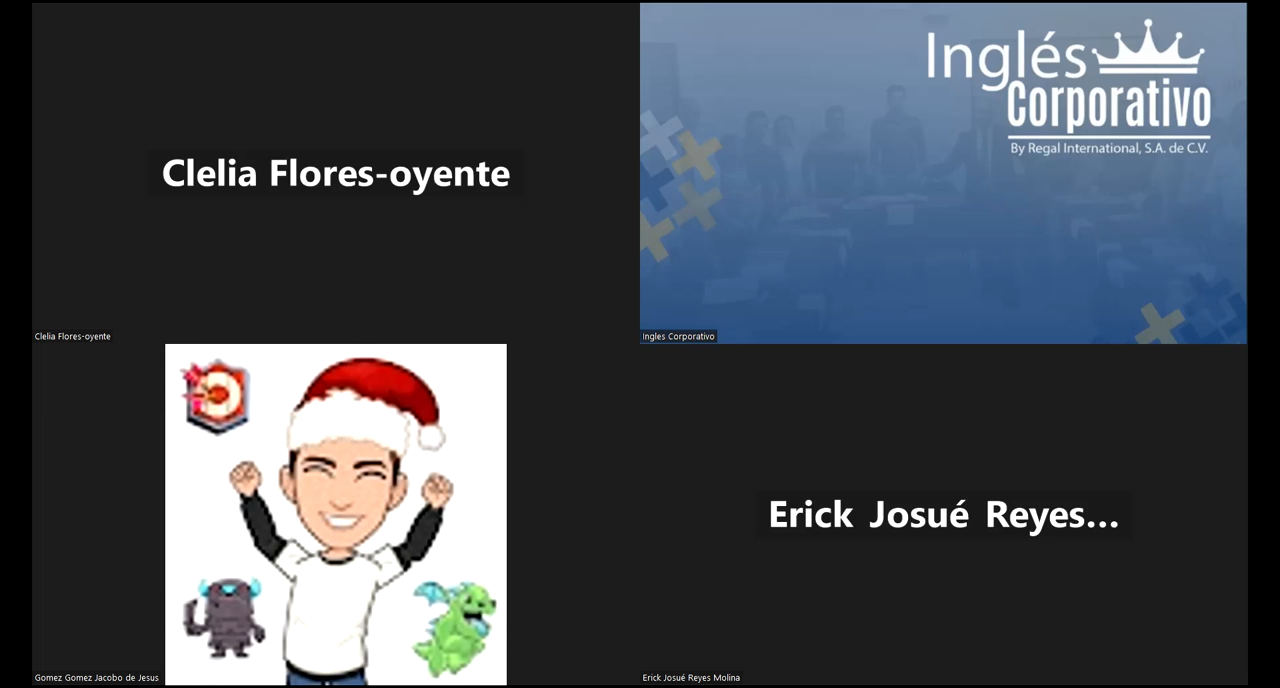 Clelia Flores-oyente
Clelia Flores-oyente
Inglés
Corporativo
By Regal International, S.A. de C.V.
Ingles Corporativo
Gomez Gomez Jacobo de Jesus
Erick Josué Reyes...
Erick Josué Reyes Molina